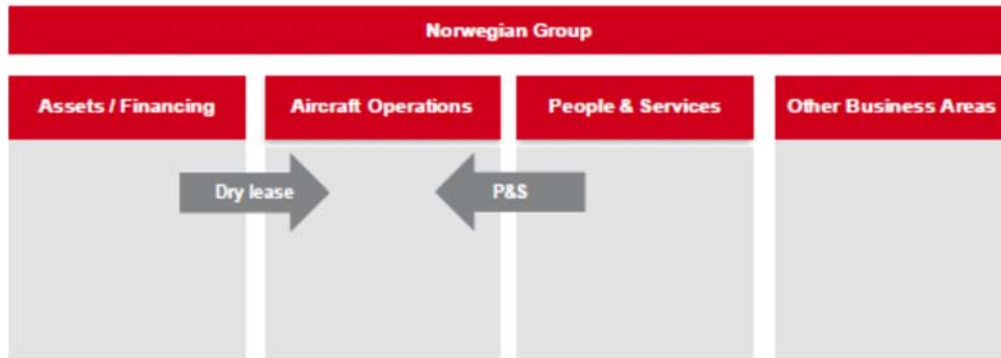 Norwegian Group
Assets / Financing
Aircraft Operations
People & Services
Other Business Areas
Dry lease
P&S